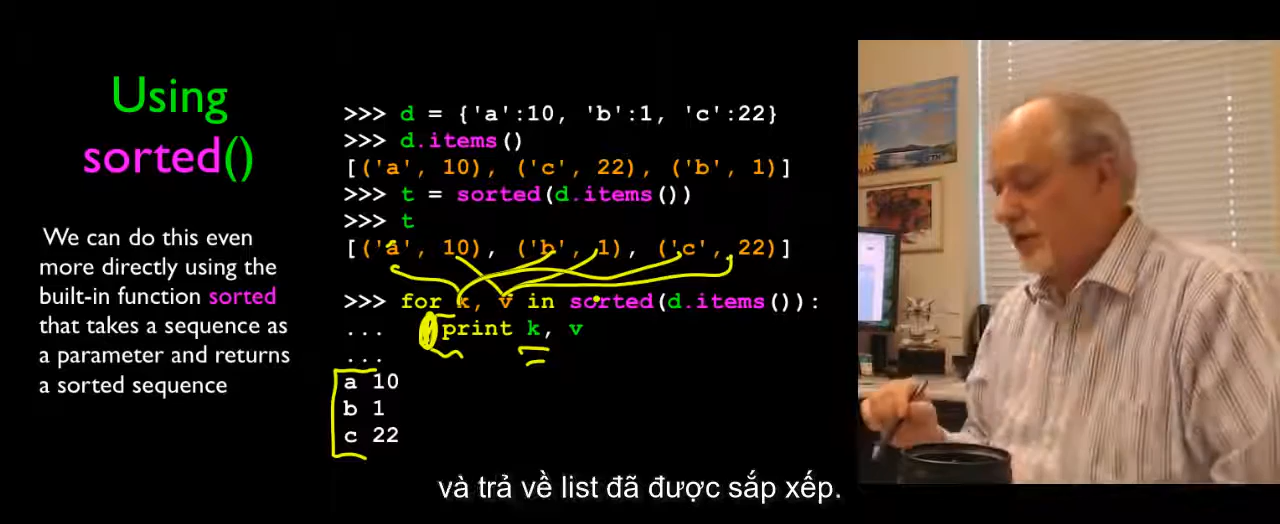 Using
sorted()
We can do this even
more directly using the
built-in function sorted
that takes a sequence as
a parameter and returns
a sorted sequence
>>> d = {'a':10, 'b':1, 'c':22}
>>> d.items()
[('a', 10), ('c', 22), ('b', 1)]
>>> t = sorted(d.items())
>>> t
[('a', 10), ('b', 1), ('c', 22)]
>>> for k, v in sorted(d.items()):
... print k, v
...
a 10
b 1
c 22
và trả về list đã được sắp xếp.